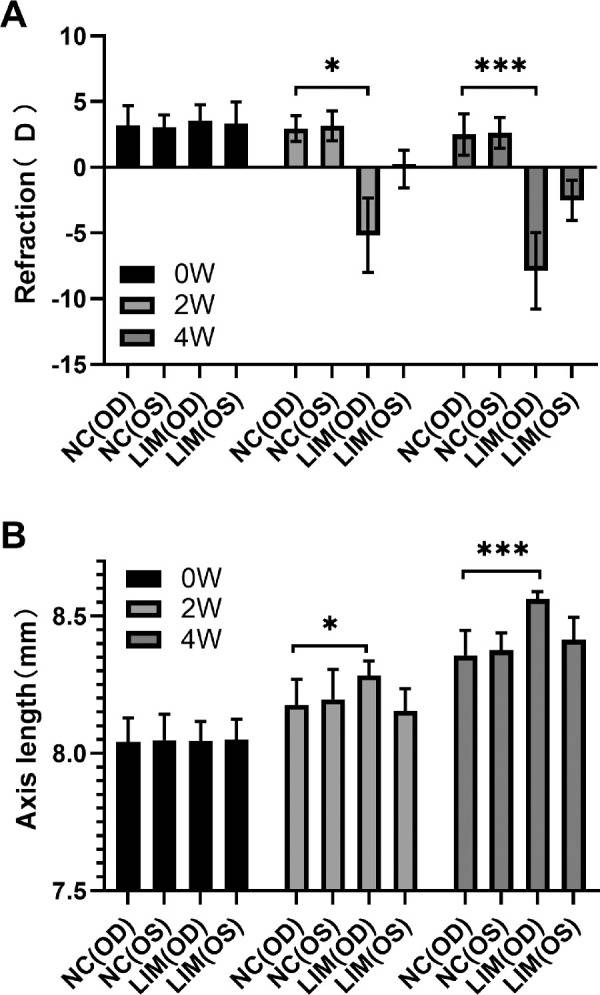 A
10
5
0
-5
-10
-15
Refraction( D)
*
***
0W
2W
4W
NC(OD)
NC(OS)
LIM(OD)
LIM(OS)
NC(OD)
NC(OS)
LIM(OD)
LIM(OS)
NC(OD)
NC(OS)
LIM(OD)
LIM(OS)
B
8.5
8.0
7.5
Axis length(mm)
0W
2W
4W
*
***
NC(OD)
NC(OS)
LIM(OD)
LIM(OS)
NC(OD)
NC(OS)
LIM(OD)
LIM(OS)
NC(OD)
NC(OS)
LIM(OD)
LIM(OS)